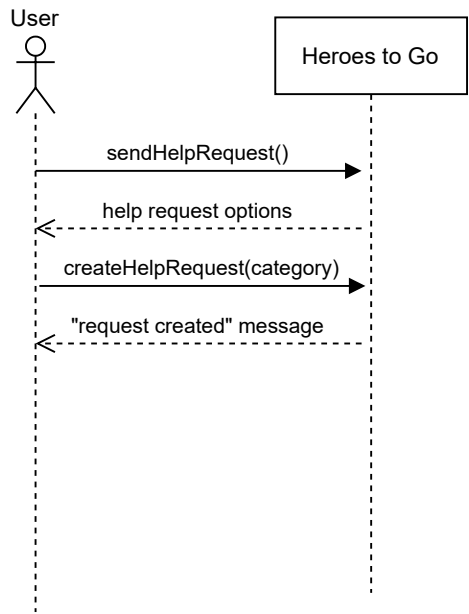 User
Heroes to Go
sendHelpRequest()
help request options
createHelpRequest(category)
"request created" message